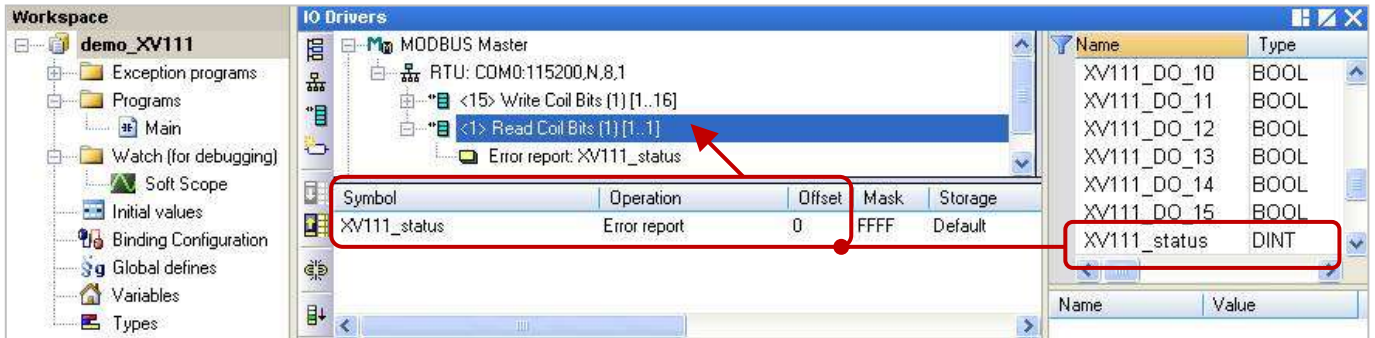 Workspace
demo_XV111
Exception programs
Programs
Main
Watch (for debugging)
Soft Scope
Initial values
Binding Configuration
Global defines
Variables
Types
IO Drivers
MODBUS Master
RTU: COM0:115200,N,8,1
<15> Write Coil Bits (1) [1..16]
<1> Read Coil Bits (1) [1..1]
Error report: XV111_status
Symbol Operation Offset Mask Storage
XV111_status Error report 0 FFFF Default
Name Type
XV111_DO_10 BOOL
XV111_DO_11 BOOL
XV111_DO_12 BOOL
XV111_DO_13 BOOL
XV111_DO_14 BOOL
XV111_DO_15 BOOL
XV111_status DINT
Name Value